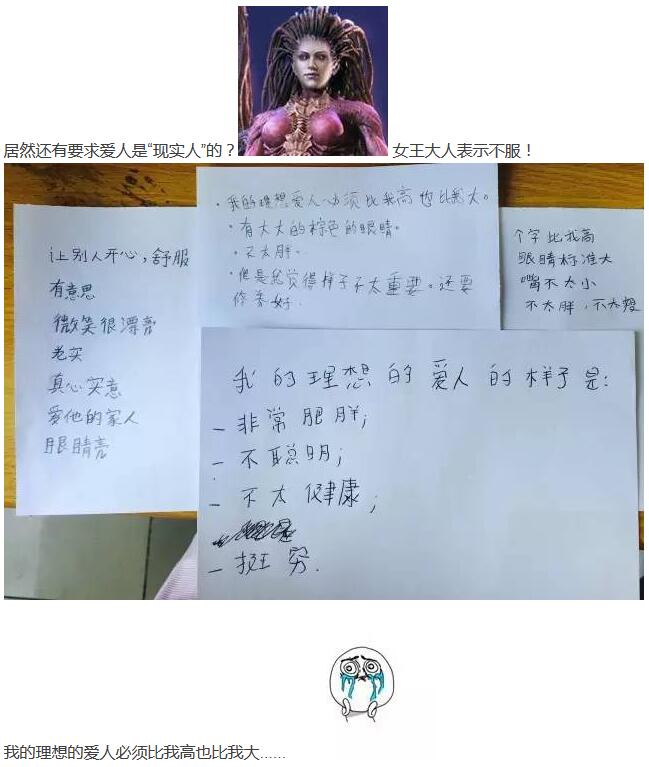 居然还有要求爱人是“现实人”的？ 女王大人表示不服！
让别人开心，舒服
有意思
微笑很漂亮
老实
真心实意
爱他的家人
眼睛亮
·我的理想爱人必须比我高也比我大。
·有大大的棕色的眼睛。
·不太胖。
·但是我觉得样子不太重要。还要
好.
个字比我高
眼睛标准大
嘴不太小
不太胖，不太瘦
我的理想的爱人的样子是：
— 非常肥胖；
— 不聪明；
— 不太健康；
— 挺穷.
我的理想的爱人必须比我高也比我大......